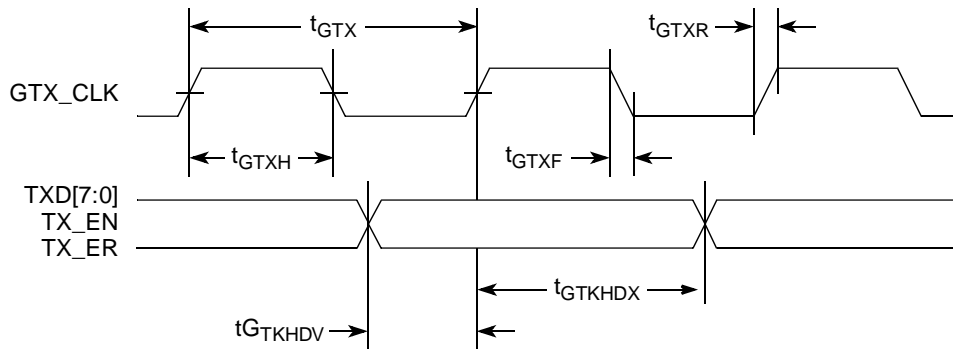 tGTX
tGTXR
GTX_CLK
tGTXH
tGTXF
TXD[7:0]
TX_EN
TX_ER
tGTKHDX
tGTKHDV